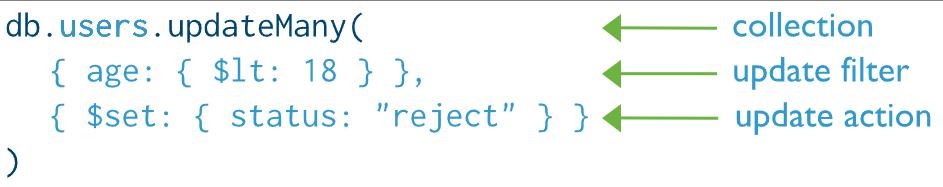 db.users.updateMany( collection
{ age: { $lt: 18 } }, update filter
{ $set: { status: "reject" } } update action
)